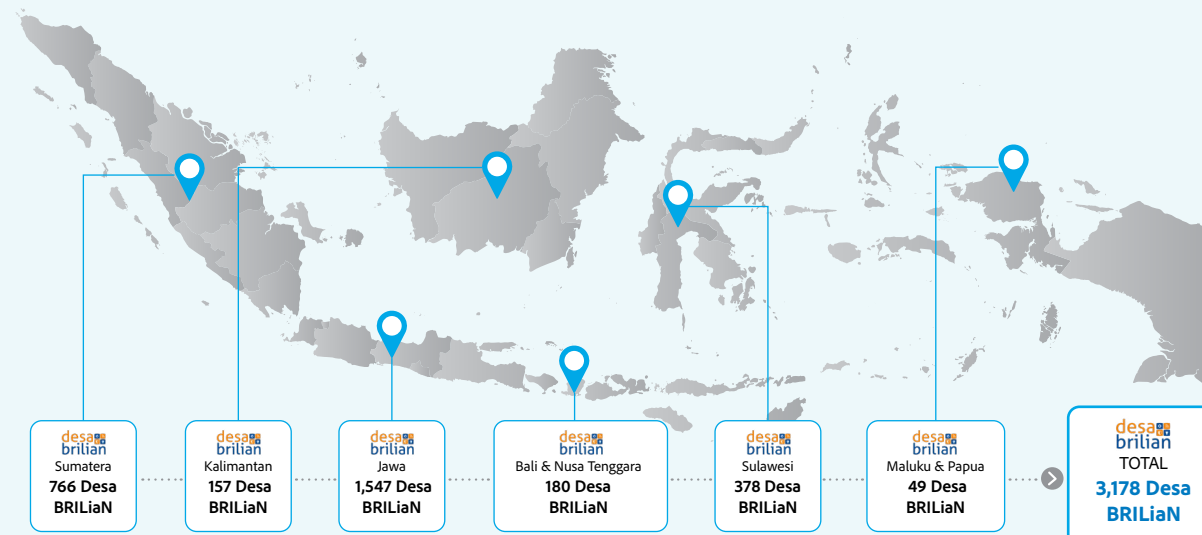 desa
brilian
Sumatera
766 Desa
BRILiaN
desa
brilian
Kalimantan
157 Desa
BRILiaN
desa
brilian
Jawa
1,547 Desa
BRILiaN
desa
brilian
Bali & Nusa Tenggara
180 Desa
BRILiaN
desa
brilian
Sulawesi
378 Desa
BRILiaN
desa
brilian
Maluku & Papua
49 Desa
BRILiaN
desa
brilian
TOTAL
3,178 Desa
BRILiaN